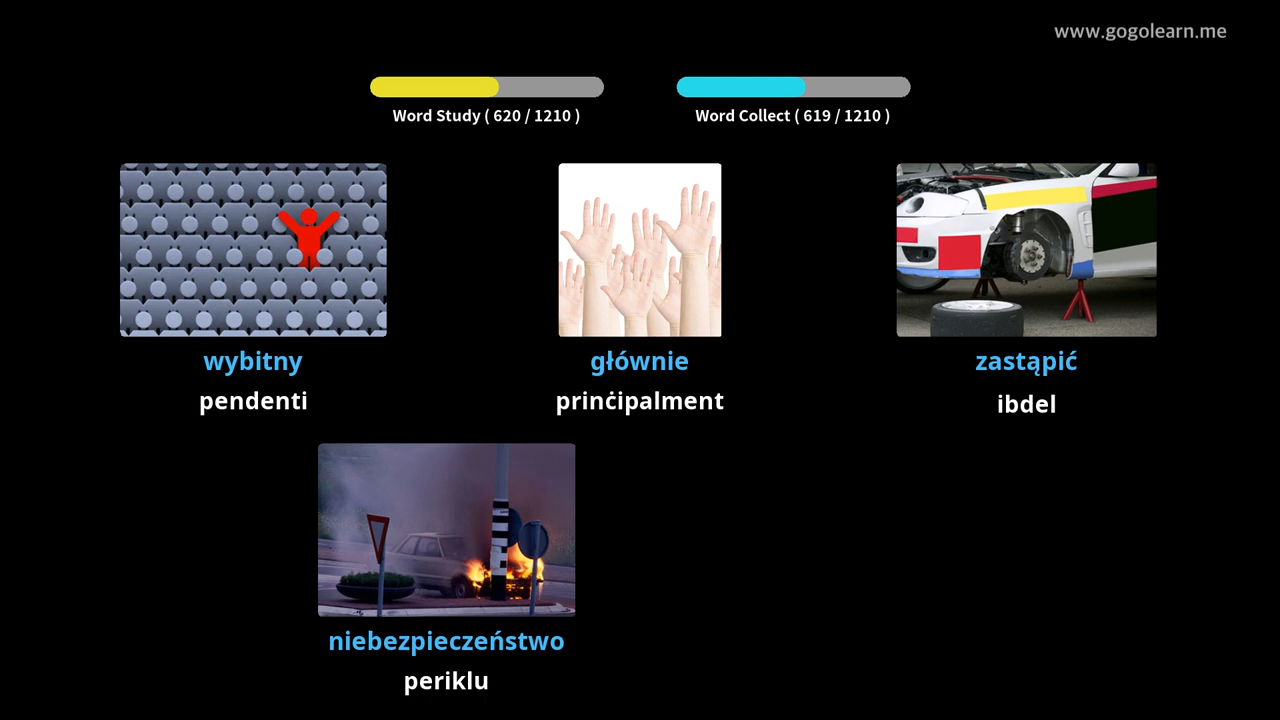 www.gogolearn.me
Word Study ( 620 / 1210 )
Word Collect ( 619 / 1210 )
wybitny
pendenti
głównie
prinċipalment
zastąpić
ibdel
niebezpieczeństwo
periklu